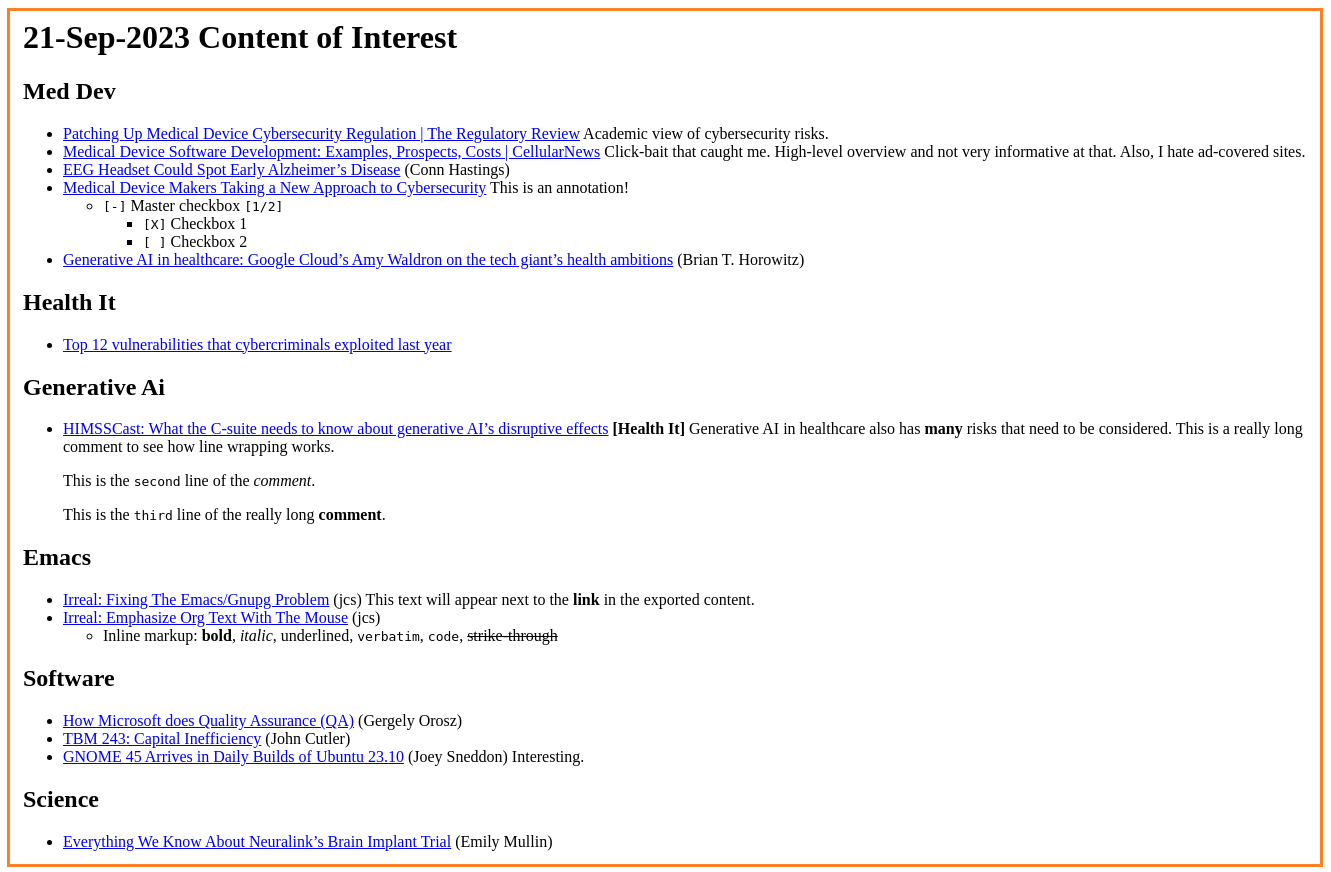 21-Sep-2023 Content of Interest
Med Dev
Patching Up Medical Device Cybersecurity Regulation | The Regulatory Review Academic view of cybersecurity risks.
Medical Device Software Development: Examples, Prospects, Costs | CellularNews Click-bait that caught me. High-level overview and not very informative at that. Also, I hate ad-covered sites.
EEG Headset Could Spot Early Alzheimer’s Disease (Conn Hastings)
Medical Device Makers Taking a New Approach to Cybersecurity This is an annotation!
[-] Master checkbox [1/2]
[X] Checkbox 1
[ ] Checkbox 2
Generative AI in healthcare: Google Cloud’s Amy Waldron on the tech giant’s health ambitions (Brian T. Horowitz)
Health It
Top 12 vulnerabilities that cybercriminals exploited last year
Generative Ai
HIMSSCast: What the C-suite needs to know about generative AI’s disruptive effects [Health It] Generative AI in healthcare also has many risks that need to be considered. This is a really long
comment to see how line wrapping works.
This is the second line of the comment.
This is the third line of the really long comment.
Emacs
Irreal: Fixing The Emacs/Gnupg Problem (jcs) This text will appear next to the link in the exported content.
Irreal: Emphasize Org Text With The Mouse (jcs)
Inline markup: bold, italic, underlined, verbatim, code, strike-through
Software
How Microsoft does Quality Assurance (QA) (Gergely Orosz)
TBM 243: Capital Inefficiency (John Cutler)
GNOME 45 Arrives in Daily Builds of Ubuntu 23.10 (Joey Sneddon) Interesting.
Science
Everything We Know About Neuralink’s Brain Implant Trial (Emily Mullin)